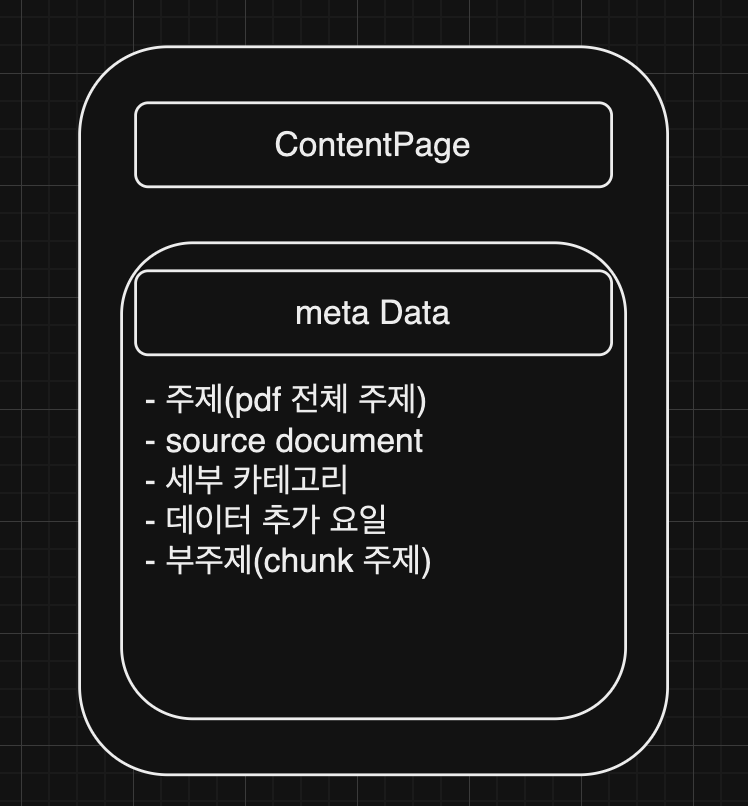 ContentPage
meta Data
- 주제(pdf 전체 주제)
- source document
- 세부 카테고리
- 데이터 추가 요일
- 부주제(chunk 주제)